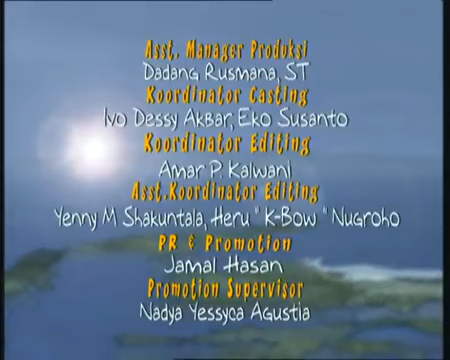 Asst. Manager Produksi
Dadang Rusmana, ST
Koordinator Casting
Ivo Dessy Akbar, Eko Susanto
Koordinator Editing
Amar P Kalwani
Asst.Koordinator Editing
Yenny M Shakuntala, Heru " K-Bow " Nugroho
PR & Promotion
Jamal Hasan
Promotion Supervisor
Nadya Yessyca Agustia